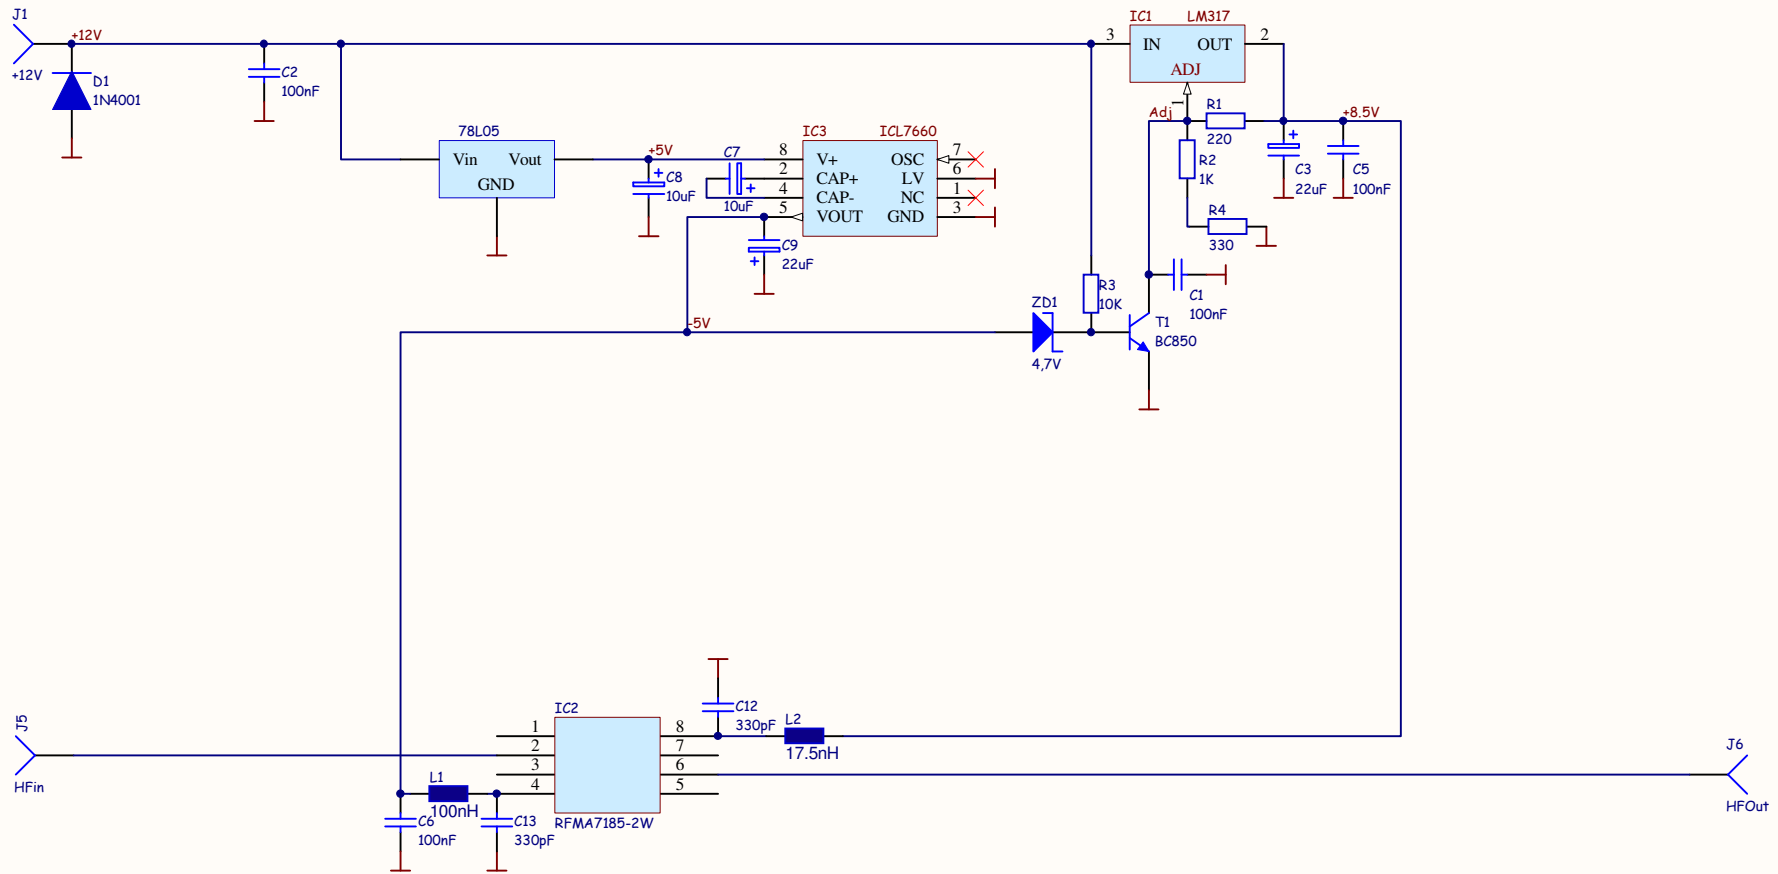 J1
+12V
+12V
D1
1N4001
C2
100nF
78L05
Vin Vout
GND
+5V
C8
10uF
C7
10uF
IC3 ICL7660
8 V+ OSC 7
2 CAP+ LV 6
4 CAP- NC 1
5 VOUT GND 3
C9
22uF
-5V
IC1 LM317
3 IN OUT 2
ADJ
1
Adj
R1
220
+8.5V
R2
1K
C3
22uF
C5
100nF
R4
330
R3
10K
C1
100nF
ZD1
4,7V
T1
BC850
J5
HFin
L1
100nH
C6
100nF
C13
330pF
IC2
1 8
2 7
3 6
4 5
RFMA7185-2W
C12
330pF
L2
17.5nH
J6
HFOut